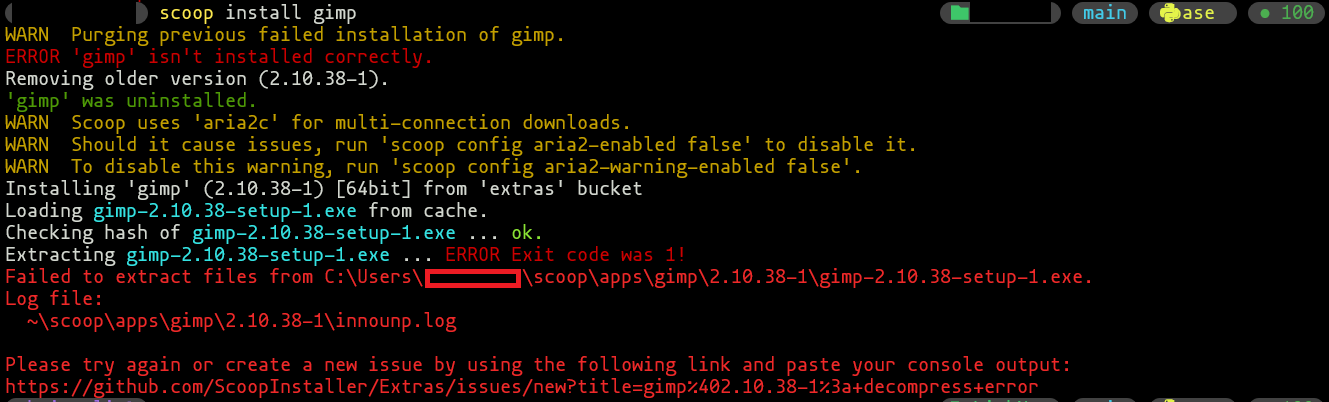 scoop install gimp main ase 100
WARN  Purging previous failed installation of gimp.
ERROR 'gimp' isn't installed correctly.
Removing older version (2.10.38-1).
'gimp' was uninstalled.
WARN  Scoop uses 'aria2c' for multi-connection downloads.
WARN  Should it cause issues, run 'scoop config aria2-enabled false' to disable it.
WARN  To disable this warning, run 'scoop config aria2-warning-enabled false'.
Installing 'gimp' (2.10.38-1) [64bit] from 'extras' bucket
Loading gimp-2.10.38-setup-1.exe from cache.
Checking hash of gimp-2.10.38-setup-1.exe ... ok.
Extracting gimp-2.10.38-setup-1.exe ... ERROR Exit code was 1!
Failed to extract files from C:\Users\ \scoop\apps\gimp\2.10.38-1\gimp-2.10.38-setup-1.exe.
Log file:
~\scoop\apps\gimp\2.10.38-1\innounp.log
Please try again or create a new issue by using the following link and paste your console output:
https://github.com/ScoopInstaller/Extras/issues/new?title=gimp%402.10.38-1%3a+decompress+error